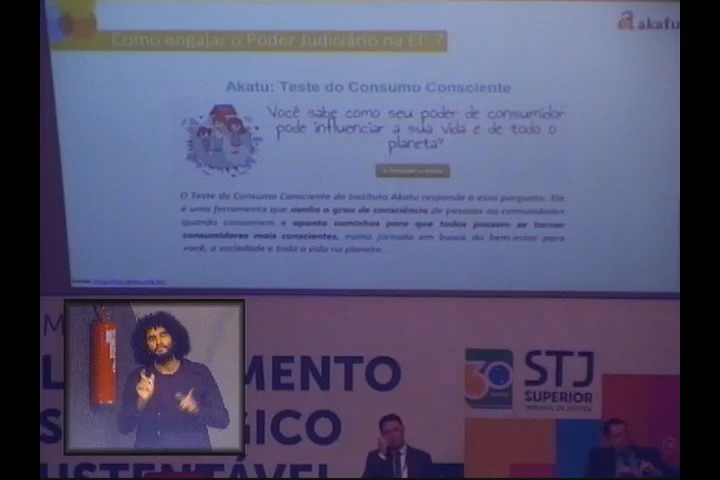 Como engajar o Poder Judiciário na EC ?
akatu
Akatu: Teste do Consumo Consciente
Você sabe como seu poder de consumidor
pode influenciar a sua vida e de todo o
planeta?
O Teste do Consumo Consciente do Instituto Akatu responde a essa pergunta. Ele
é uma ferramenta que avalia o grau de consciência de pessoas ou comunidades
quando consomem e aponta caminhos para que todos possam se tornar
consumidores mais conscientes, numa jornada em busca do bem-estar para
você, a sociedade e toda a vida no planeta.
MENTO
GICO
SUSTENTÁVEL
30
STJ
SUPERIOR
TRIBUNAL DE JUSTIÇA